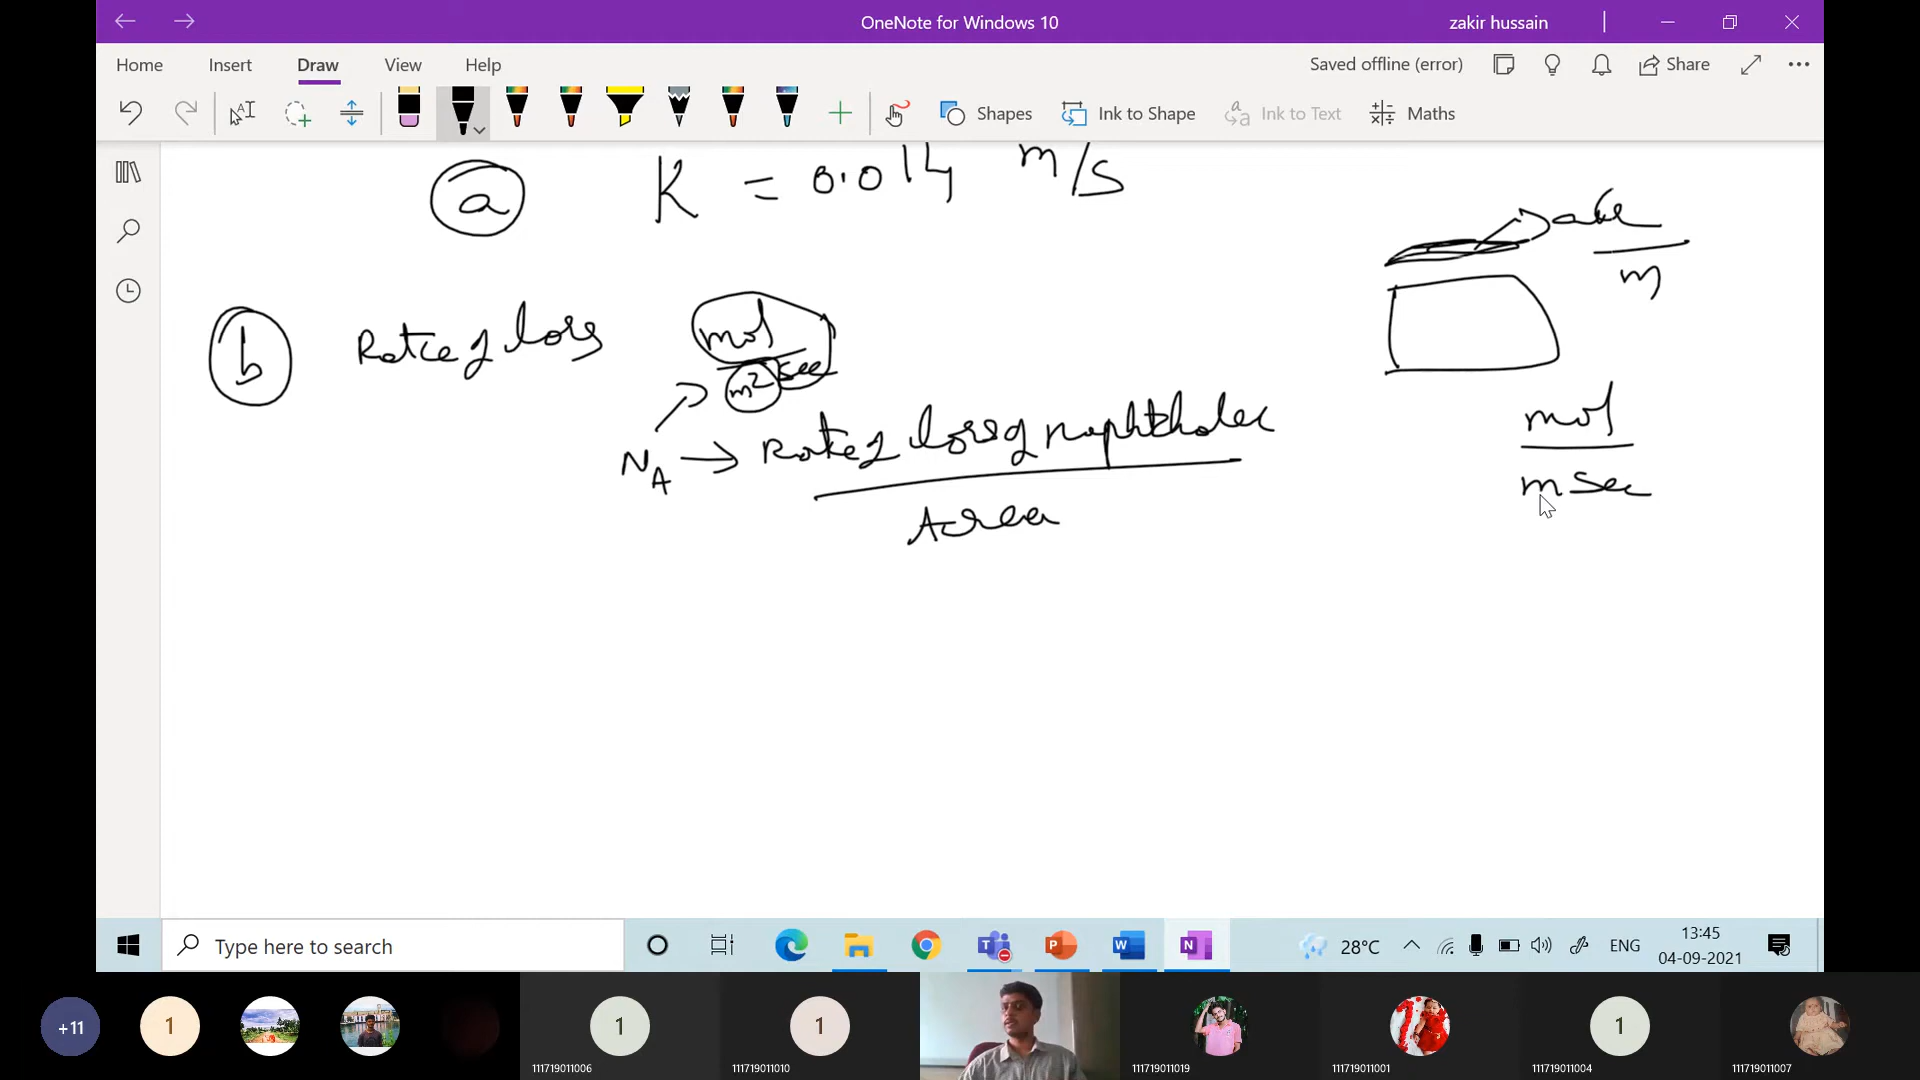 OneNote for Windows 10
zakir hussain
Home Insert Draw View Help
Saved offline (error) Share
Shapes Ink to Shape Ink to Text Maths
a K = 0.014 m/s
m
b Rate of loss mol
m² sec
mol
m sec
N_A → Rate of loss of naphthalec
Area
Type here to search
28°C ENG 13:45
04-09-2021
+11 1 1 1 1
111719011006 111719011010 111719011019 111719011001 111719011004 111719011007